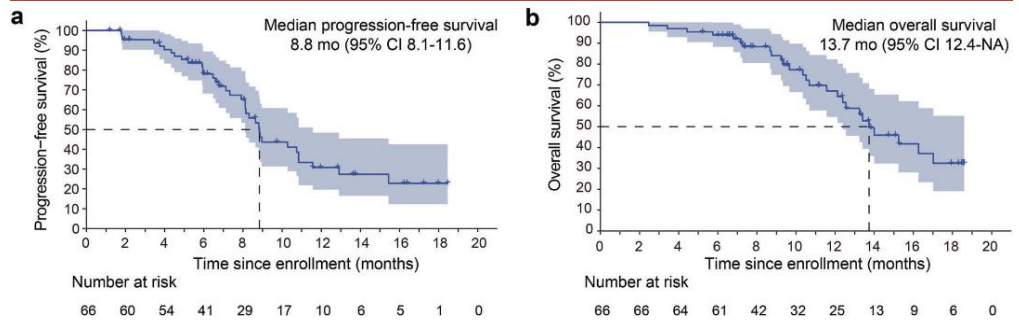 a
Median progression-free survival
8.8 mo (95% CI 8.1-11.6)
Progression-free survival (%)
100
90
80
70
60
50
40
30
20
10
0
0 2 4 6 8 10 12 14 16 18 20
Time since enrollment (months)
Number at risk
66 60 54 41 29 17 10 6 5 1 0
b
Median overall survival
13.7 mo (95% CI 12.4-NA)
Overall survival (%)
100
90
80
70
60
50
40
30
20
10
0
0 2 4 6 8 10 12 14 16 18 20
Time since enrollment (months)
Number at risk
66 66 64 61 42 32 25 13 9 6 0